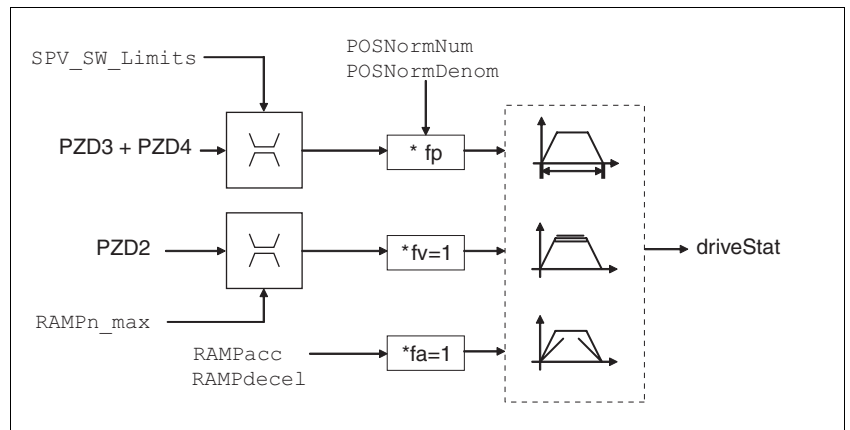 POSNormNum
POSNormDenom
SPV_SW_Limits
PZD3 + PZD4
* fp
PZD2
*fv=1
driveStat
RAMPn_max
RAMPacc
RAMPdecel
*fa=1